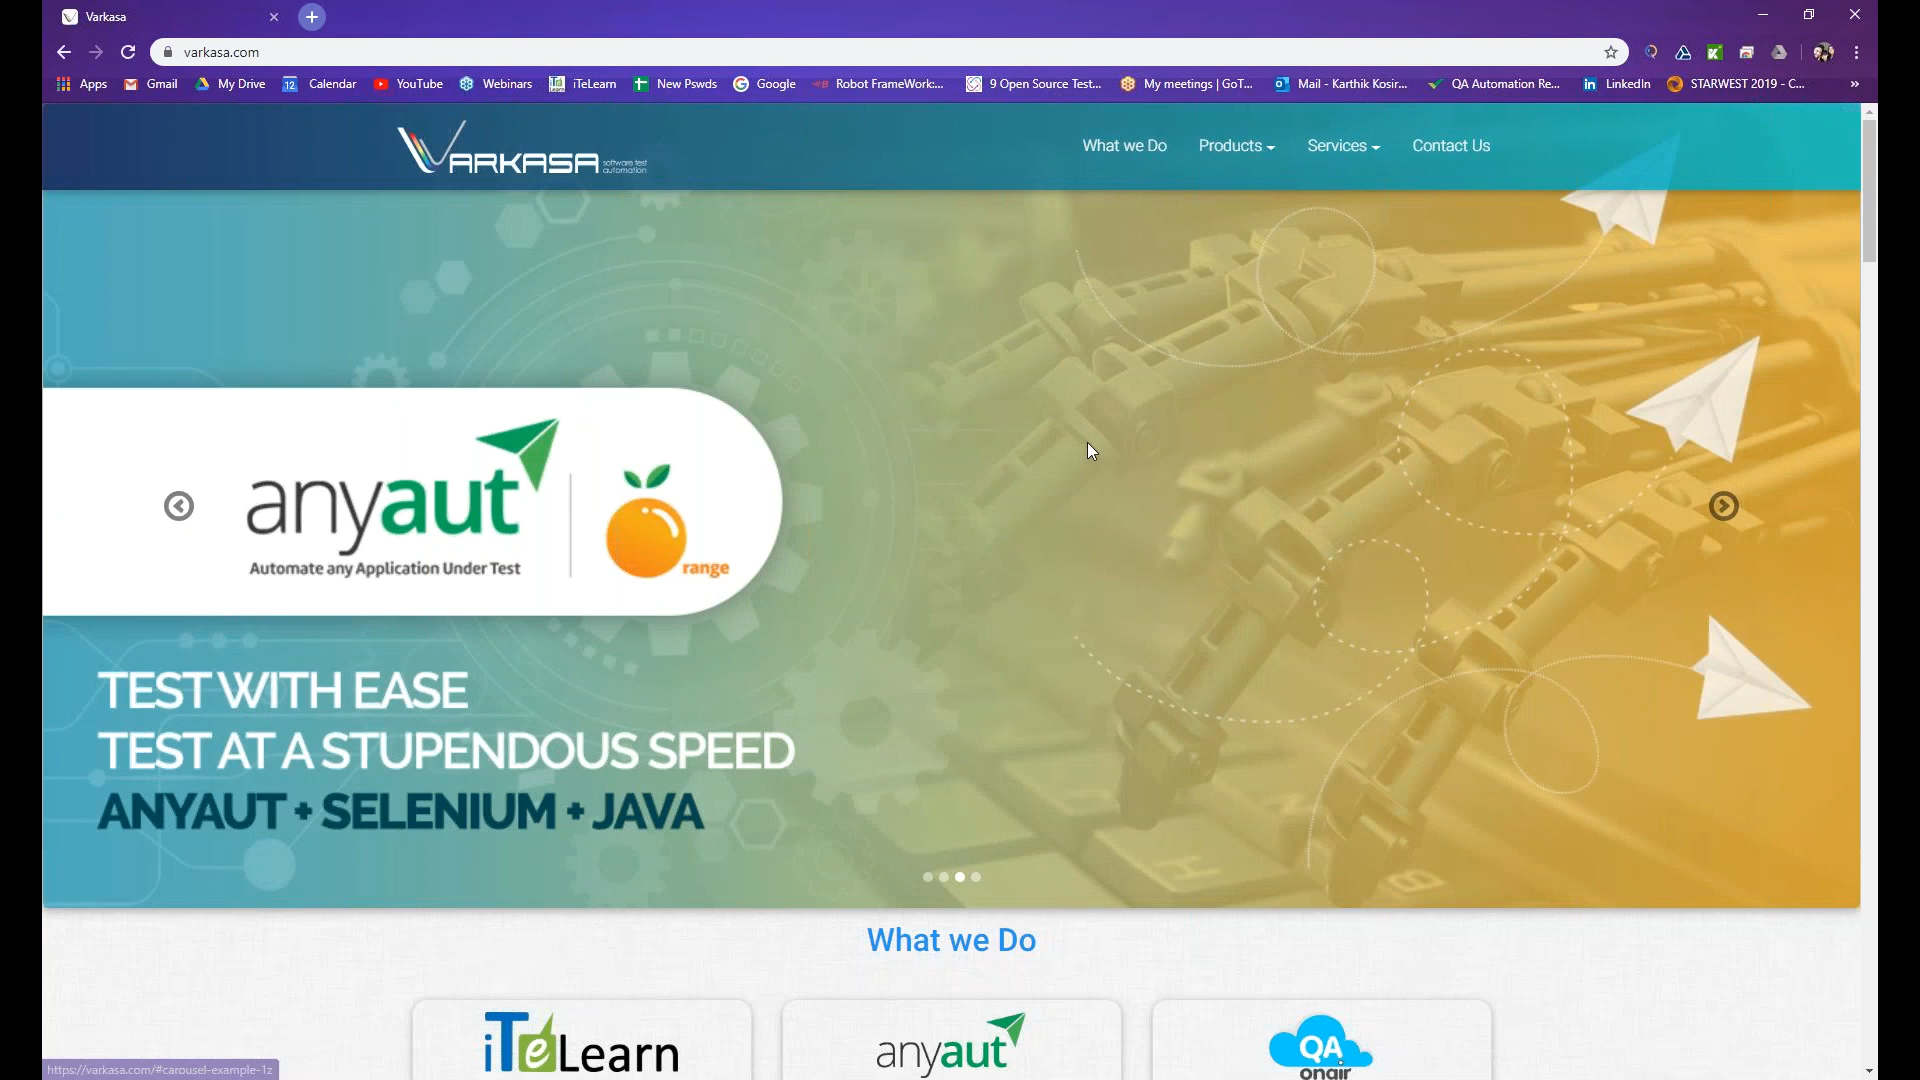 Varkasa
varkasa.com
Apps Gmail My Drive 12 Calendar YouTube Webinars iTeLearn New Pswds Google Robot FrameWork:... 9 Open Source Test... My meetings | GoT... Mail - Karthik Kosir... QA Automation Re... LinkedIn STARWEST 2019 - C...
VARKASA software test
automation
What we Do Products Services Contact Us
anyaut
Automate any Application Under Test
range
TEST WITH EASE
TEST AT A STUPENDOUS SPEED
ANYAUT + SELENIUM + JAVA
What we Do
iTeLearn
anyaut
QA
onair
https://varkasa.com/#carousel-example-1z